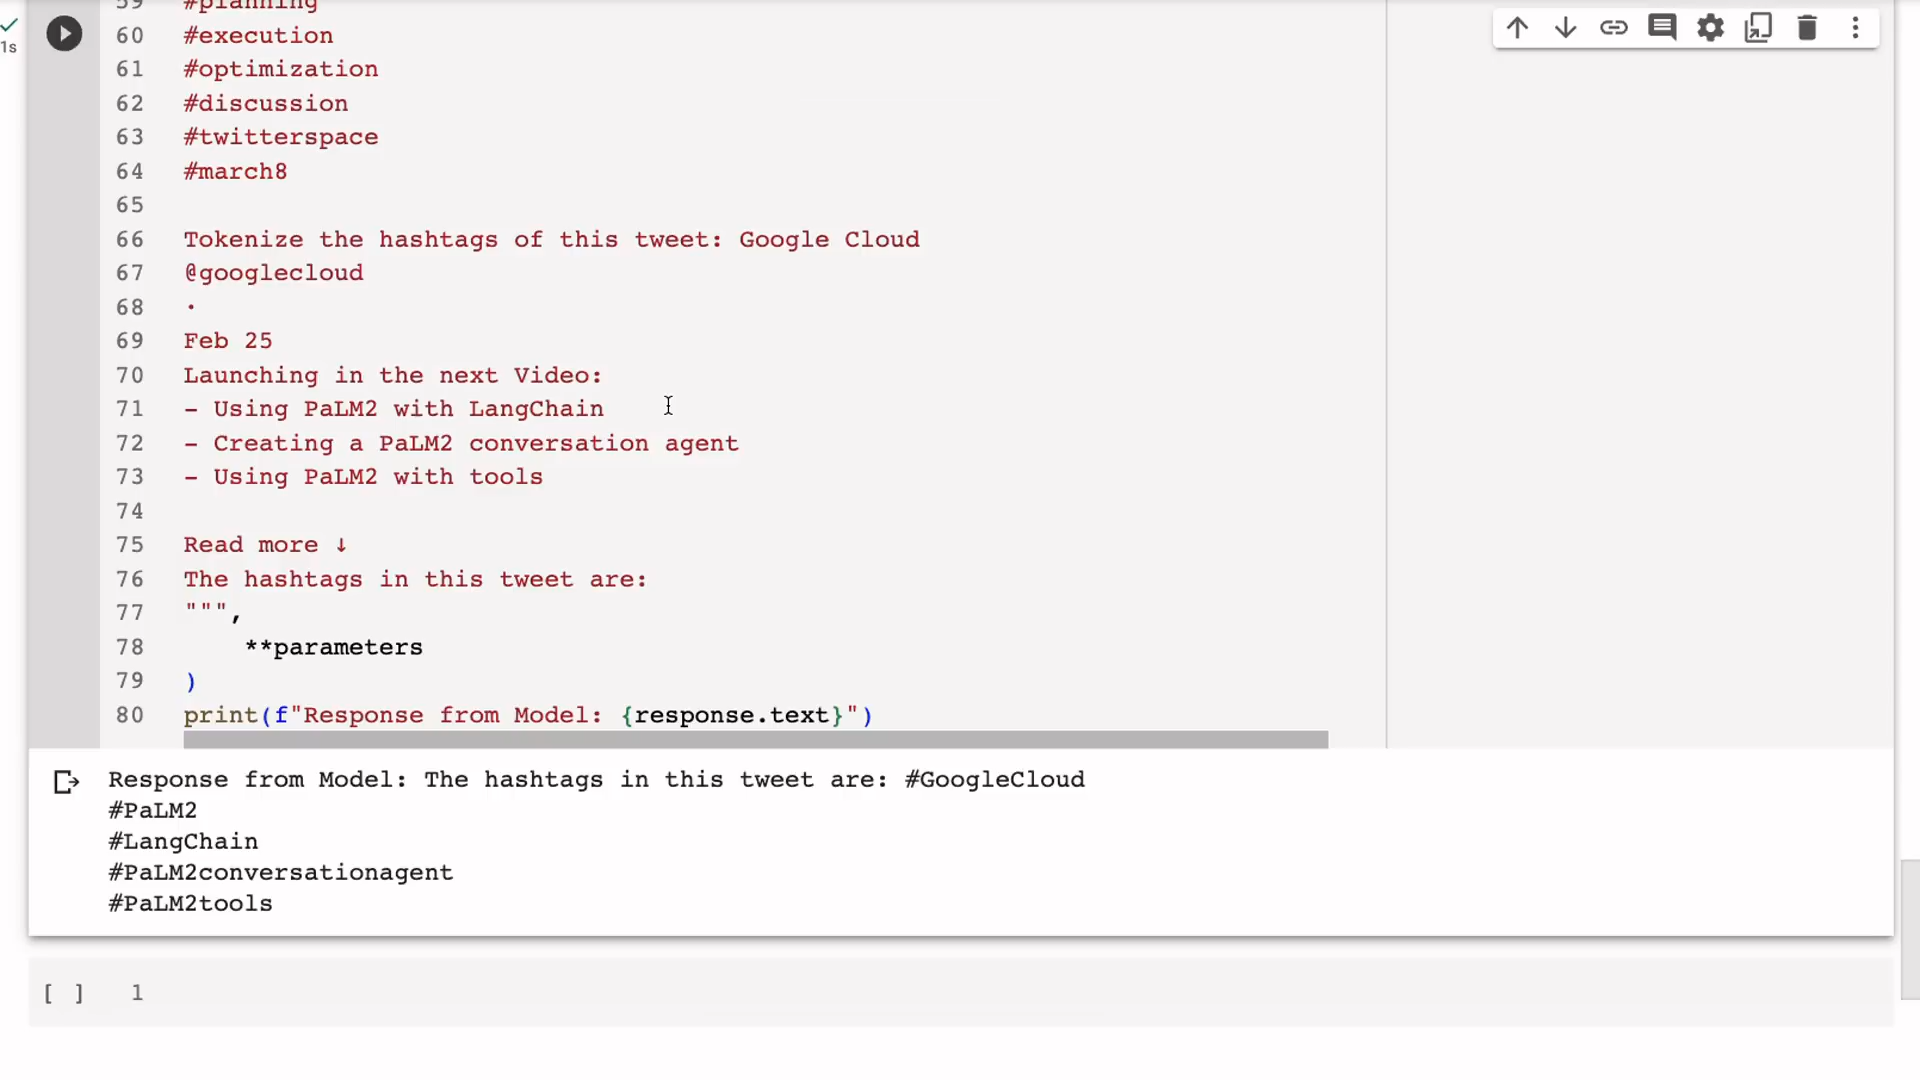 59 #planning
1s
60 #execution
61 #optimization
62 #discussion
63 #twitterspace
64 #march8
65
66 Tokenize the hashtags of this tweet: Google Cloud
67 @googlecloud
68 ·
69 Feb 25
70 Launching in the next Video:
71 - Using PaLM2 with LangChain
72 - Creating a PaLM2 conversation agent
73 - Using PaLM2 with tools
74
75 Read more ↓
76 The hashtags in this tweet are:
77 """,
78 **parameters
79 )
80 print(f"Response from Model: {response.text}")
Response from Model: The hashtags in this tweet are: #GoogleCloud
#PaLM2
#LangChain
#PaLM2conversationagent
#PaLM2tools
[ ] 1